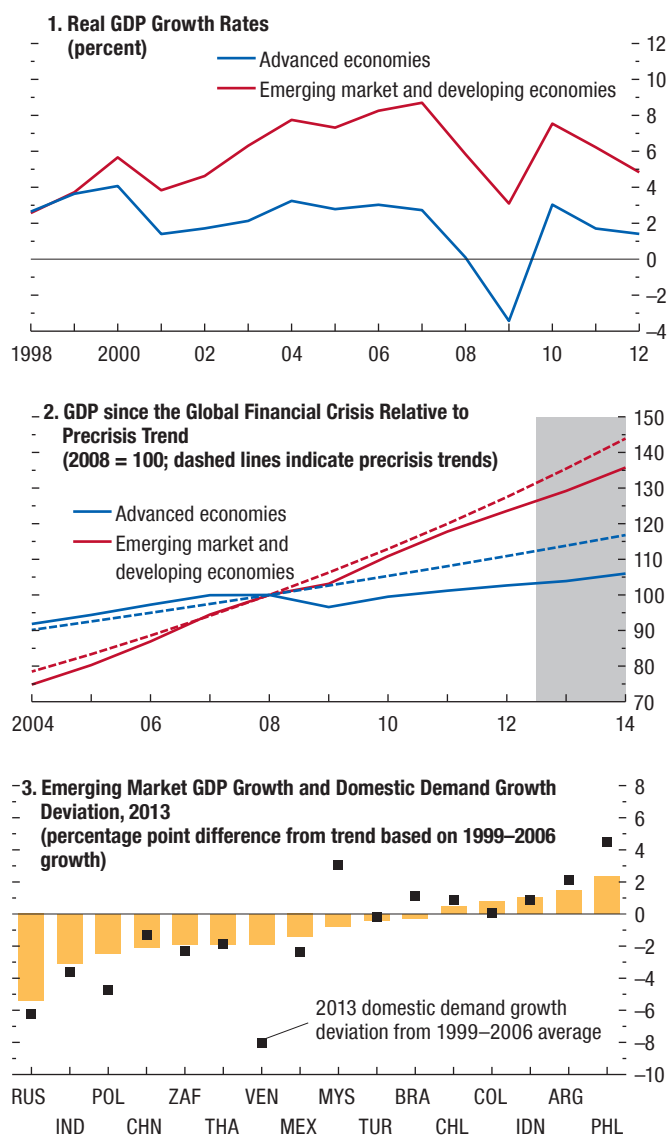 1. Real GDP Growth Rates
(percent)
Advanced economies
Emerging market and developing economies
12
10
8
6
4
2
0
–2
–4
1998
2000
02
04
06
08
10
12
2. GDP since the Global Financial Crisis Relative to
Precrisis Trend
(2008 = 100; dashed lines indicate precrisis trends)
Advanced economies
Emerging market and
developing economies
150
140
130
120
110
100
90
80
70
2004
06
08
10
12
14
3. Emerging Market GDP Growth and Domestic Demand Growth
Deviation, 2013
(percentage point difference from trend based on 1999–2006
growth)
8
6
4
2
0
–2
–4
–6
–8
–10
2013 domestic demand growth
deviation from 1999–2006 average
RUS POL ZAF VEN MYS BRA COL ARG
IND CHN THA MEX TUR CHL IDN PHL